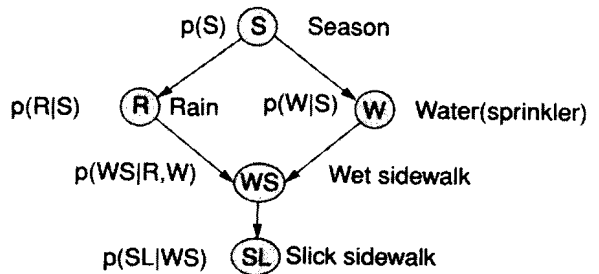 p(S) S Season
p(R|S) R Rain p(W|S) W Water(sprinkler)
p(WS|R,W) WS Wet sidewalk
p(SL|WS) SL Slick sidewalk